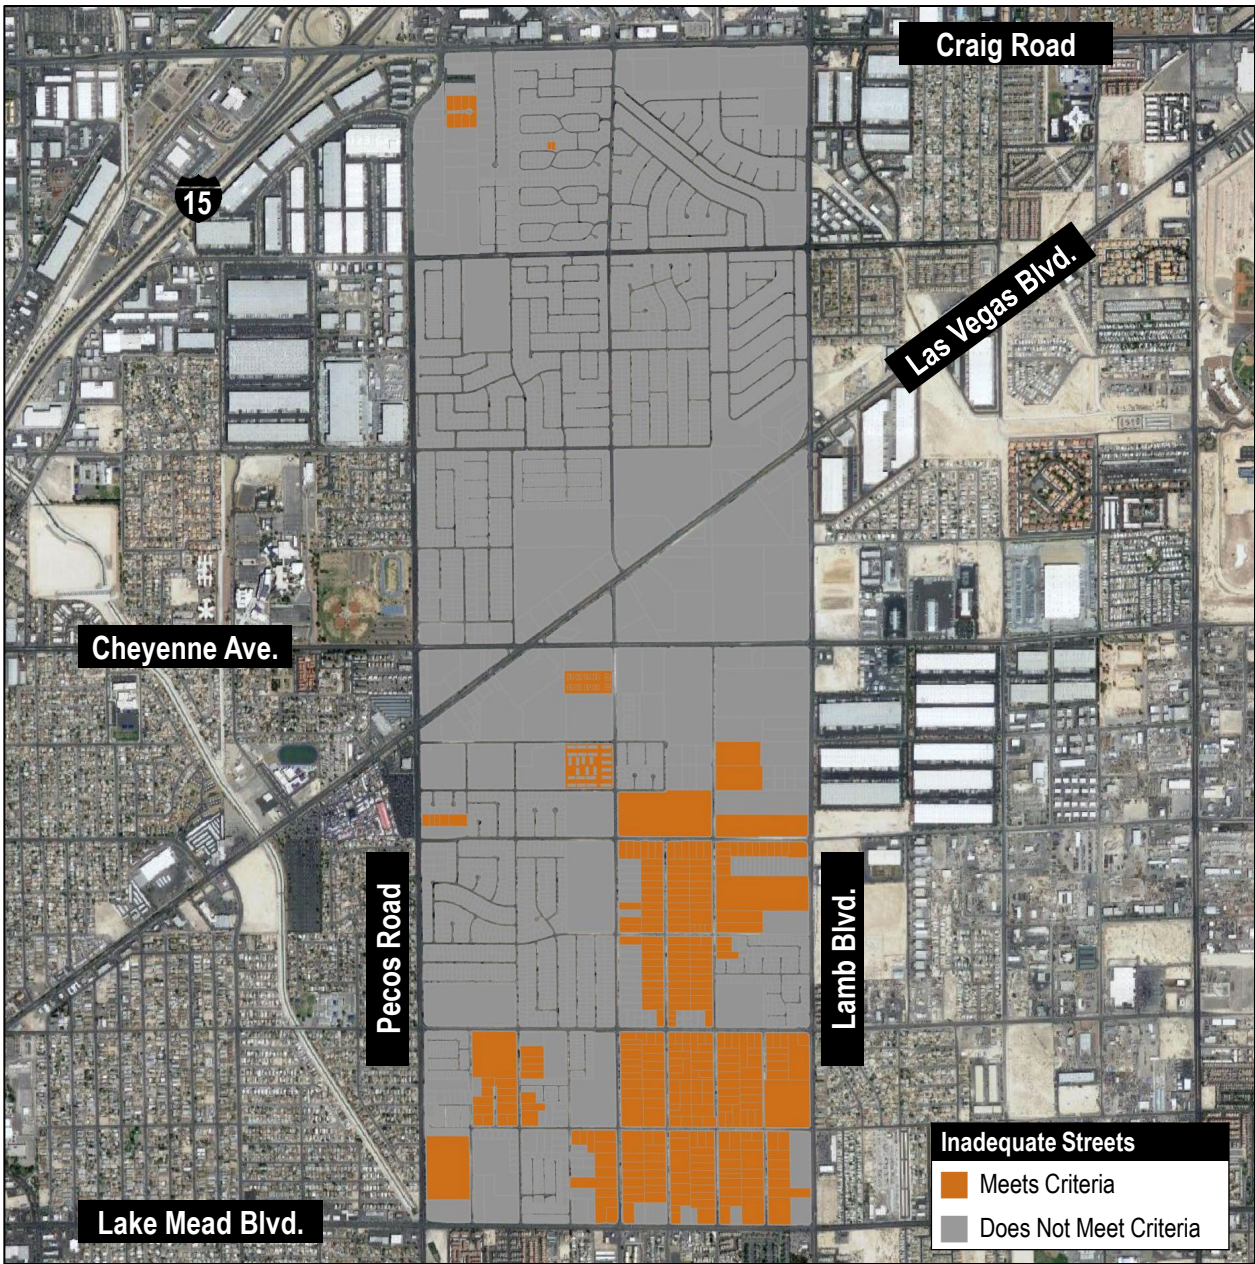 Craig Road
15
Las Vegas Blvd.
Cheyenne Ave.
Pecos Road
Lamb Blvd.
Lake Mead Blvd.
Inadequate Streets
Meets Criteria
Does Not Meet Criteria